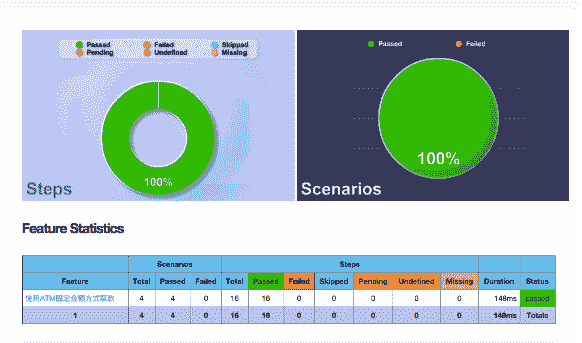 Passed Failed Skipped
Pending Undefined Missing
100%
Steps
Passed Failed
100%
Scenarios
Feature Statistics
Scenarios Steps
Feature Total Passed Failed Total Passed Failed Skipped Pending Undefined Missing Duration Status
使用ATM固定金额方式取款 4 4 0 16 16 0 0 0 0 0 148ms passed
1 4 4 0 16 16 0 0 0 0 0 148ms Totals